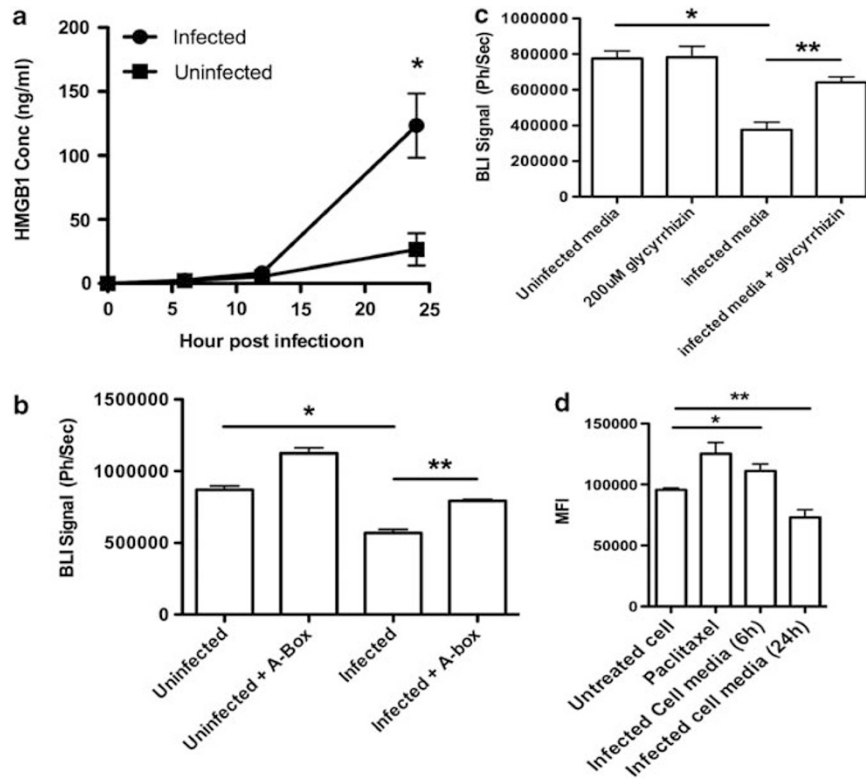 a
200
150
100
50
0
HMGB1 Conc (ng/ml)
Infected
Uninfected
*
0
5
10
15
20
25
Hour post infectioon
b
1500000
1000000
500000
0
BLI Signal (Ph/Sec)
*
**
Uninfected
Uninfected + A-Box
Infected
Infected + A-box
c
1000000
800000
600000
400000
200000
0
BLI Signal (Ph/Sec)
*
**
Uninfected media
200uM glycyrrhizin
infected media
infected media + glycyrrhizin
d
150000
100000
50000
0
MFI
**
*
Untreated cell
Paclitaxel
Infected Cell media (6h)
Infected cell media (24h)